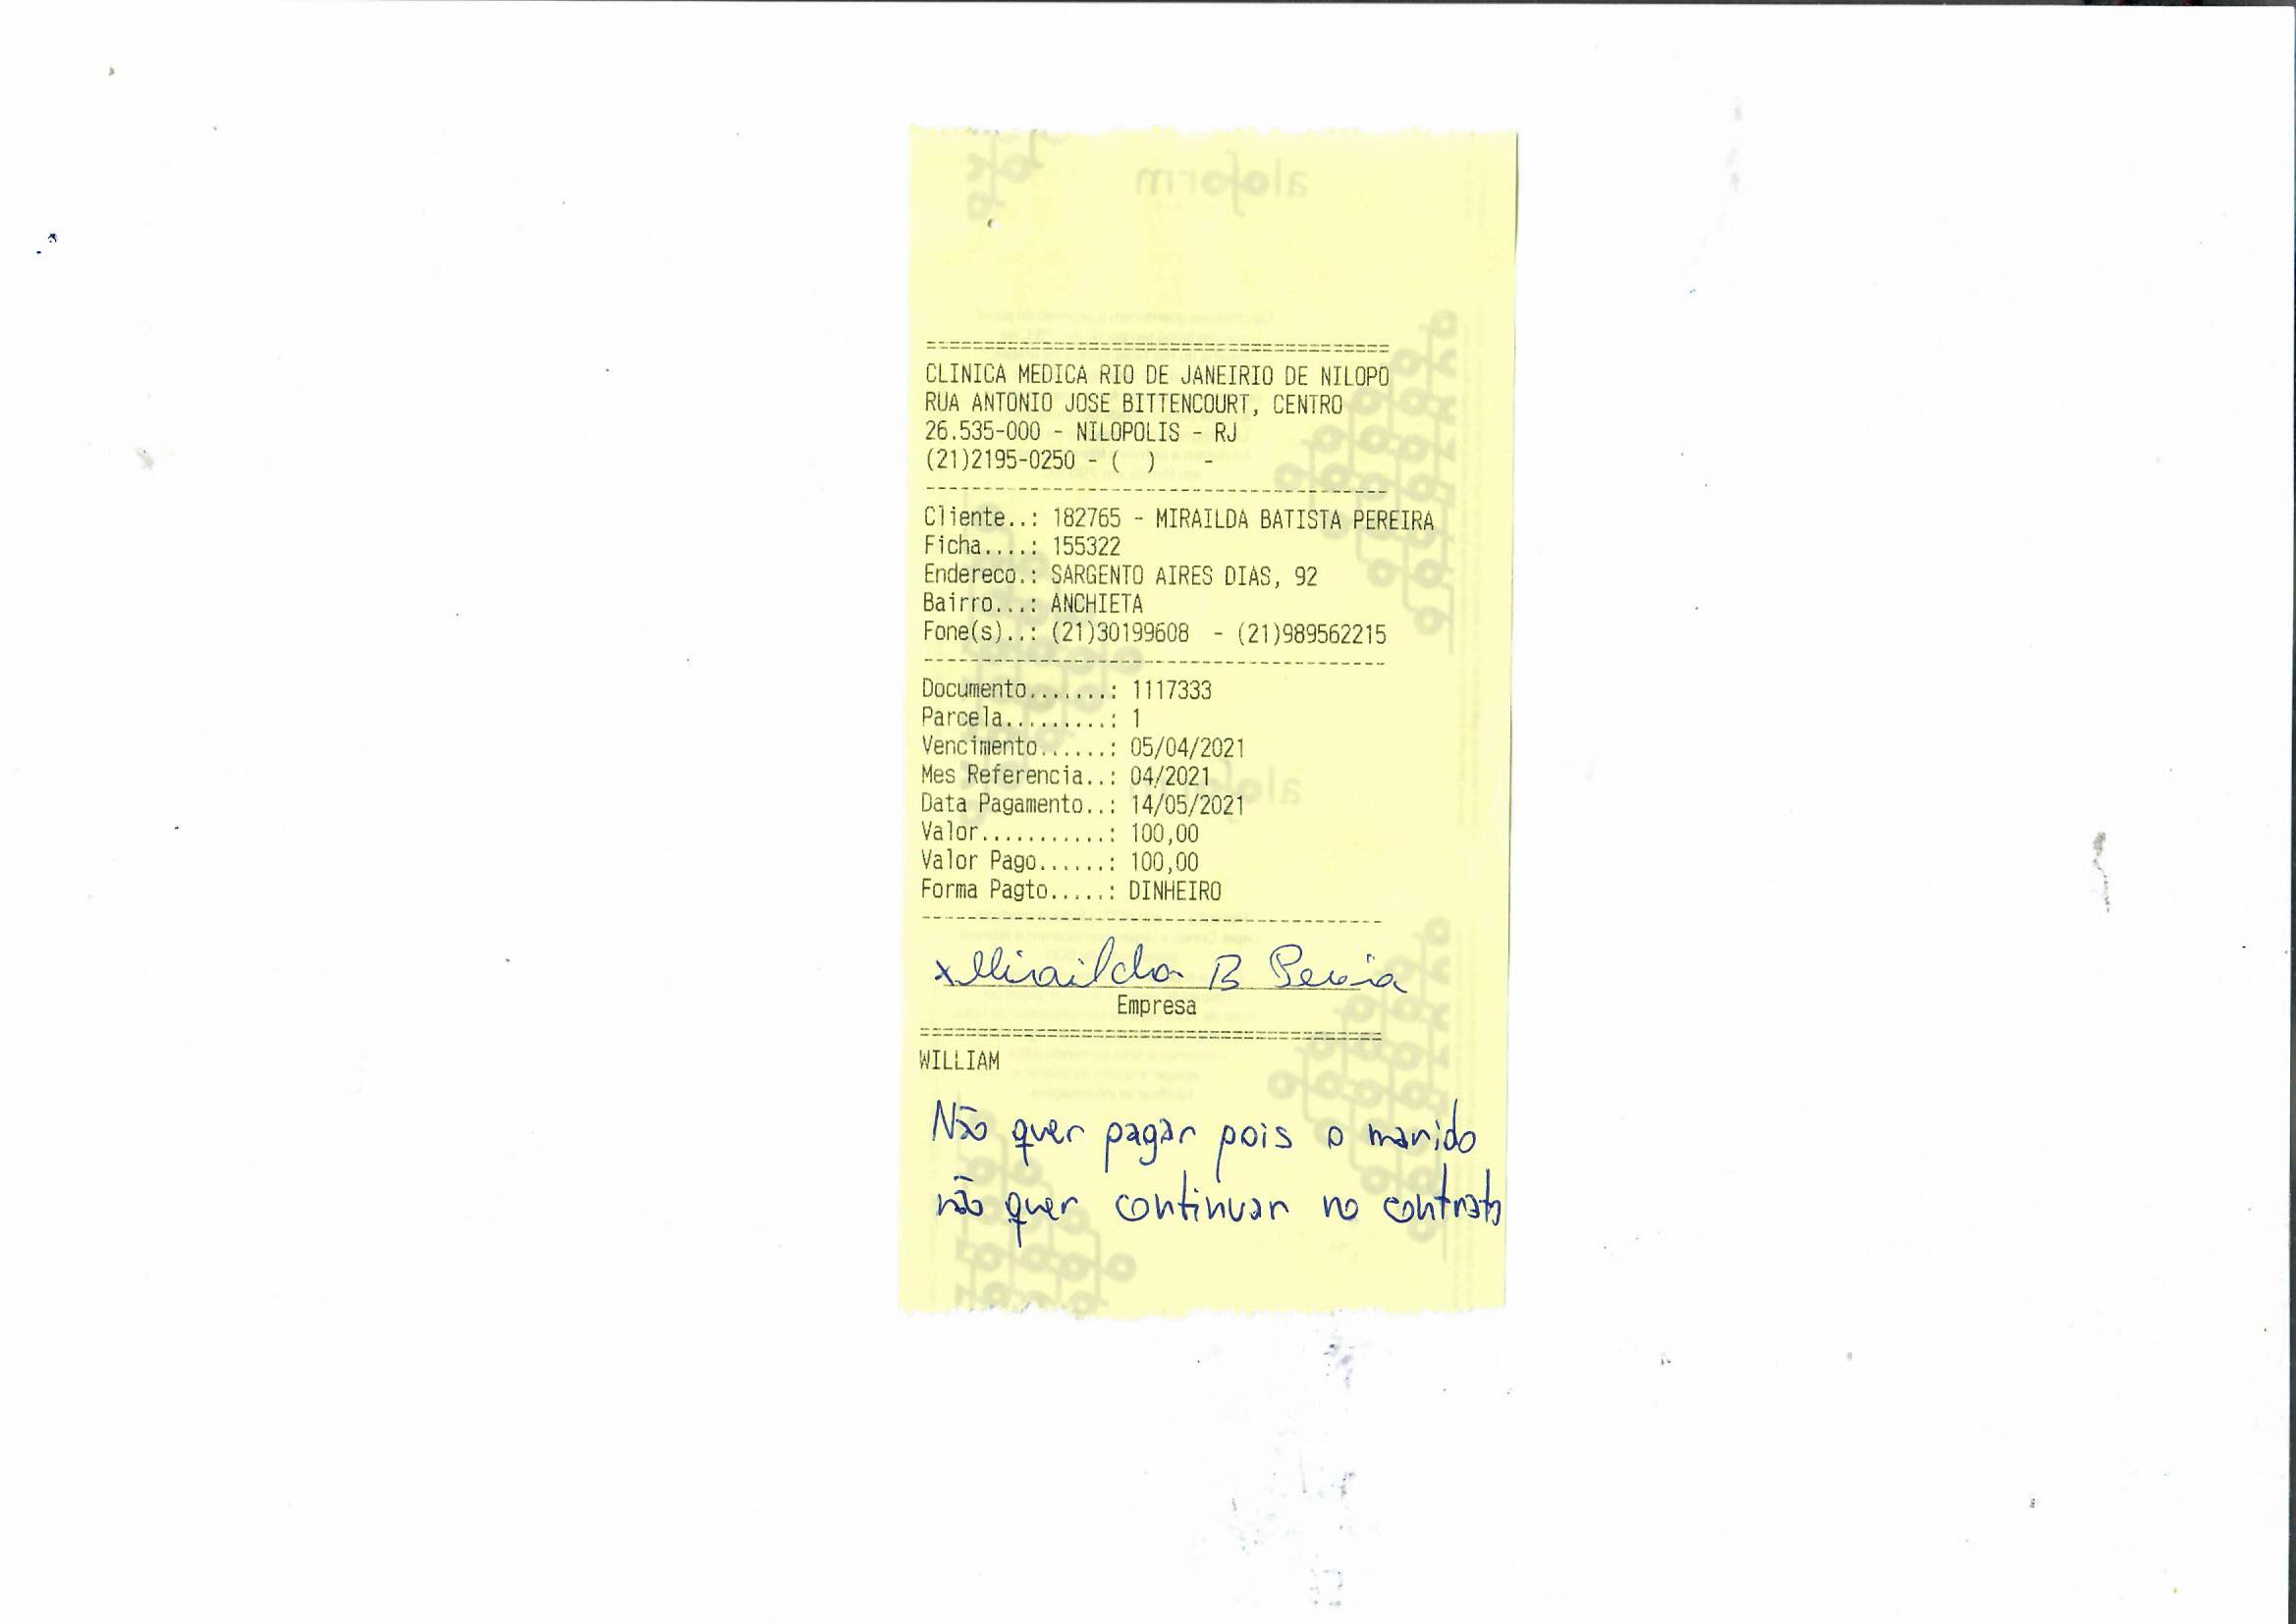 ========================================
CLINICA MEDICA RIO DE JANEIRIO DE NILOPO
RUA ANTONIO JOSE BITTENCOURT, CENTRO
26.535-000 - NILOPOLIS - RJ
(21)2195-0250 - (  )    -
----------------------------------------
Cliente..: 182765 - MIRAILDA BATISTA PEREIRA
Ficha....: 155322
Endereco.: SARGENTO AIRES DIAS, 92
Bairro...: ANCHIETA
Fone(s)..: (21)30199608  - (21)989562215
----------------------------------------
Documento.......: 1117333
Parcela.........: 1
Vencimento......: 05/04/2021
Mes Referencia..: 04/2021
Data Pagamento..: 14/05/2021
Valor...........: 100,00
Valor Pago......: 100,00
Forma Pagto.....: DINHEIRO
----------------------------------------
x Mirailda B Pereira
Empresa
========================================
WILLIAM
Não quer pagar pois o marido
não quer continuar no contrato